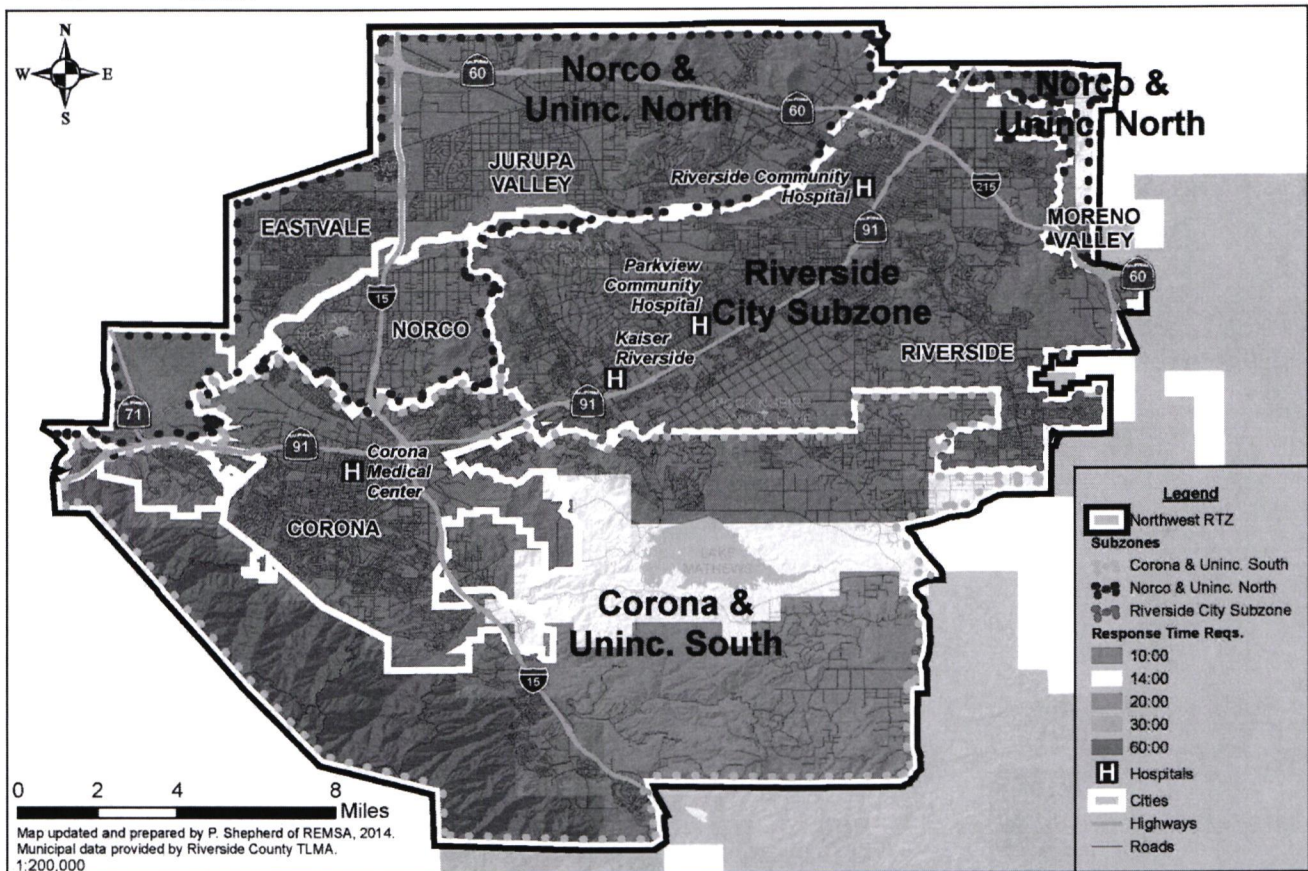 N
W E
S
60
Norco &
Uninc. North
60
Norco &
Uninc. North
JURUPA
VALLEY
Riverside Community
Hospital
H
215
EASTVALE
91
MORENO
VALLEY
60
Parkview
Community
Hospital
H
Riverside
City Subzone
15
NORCO
Kaiser
Riverside
H
RIVERSIDE
71
91
91
Corona
Medical
Center
H
CORONA
LAKE
MATHEWS
Corona &
Uninc. South
15
0 2 4 8
Miles
Map updated and prepared by P. Shepherd of REMSA, 2014.
Municipal data provided by Riverside County TLMA.
1:200,000
Legend
Northwest RTZ
Subzones
Corona & Uninc. South
Norco & Uninc. North
Riverside City Subzone
Response Time Reqs.
10:00
14:00
20:00
30:00
60:00
H Hospitals
Cities
Highways
Roads